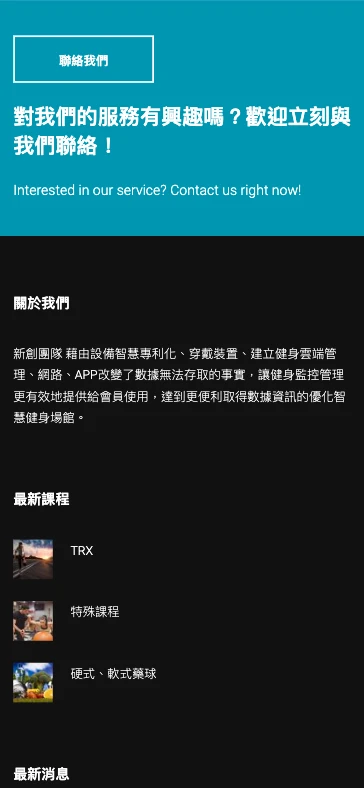 聯絡我們
對我們的服務有興趣嗎？歡迎立刻與
我們聯絡！
Interested in our service? Contact us right now!
關於我們
新創團隊 藉由設備智慧專利化、穿戴裝置、建立健身雲端管
理、網路、APP改變了數據無法存取的事實，讓健身監控管理
更有效地提供給會員使用，達到更便利取得數據資訊的優化智
慧健身場館。
最新課程
TRX
特殊課程
硬式、軟式藥球
最新消息